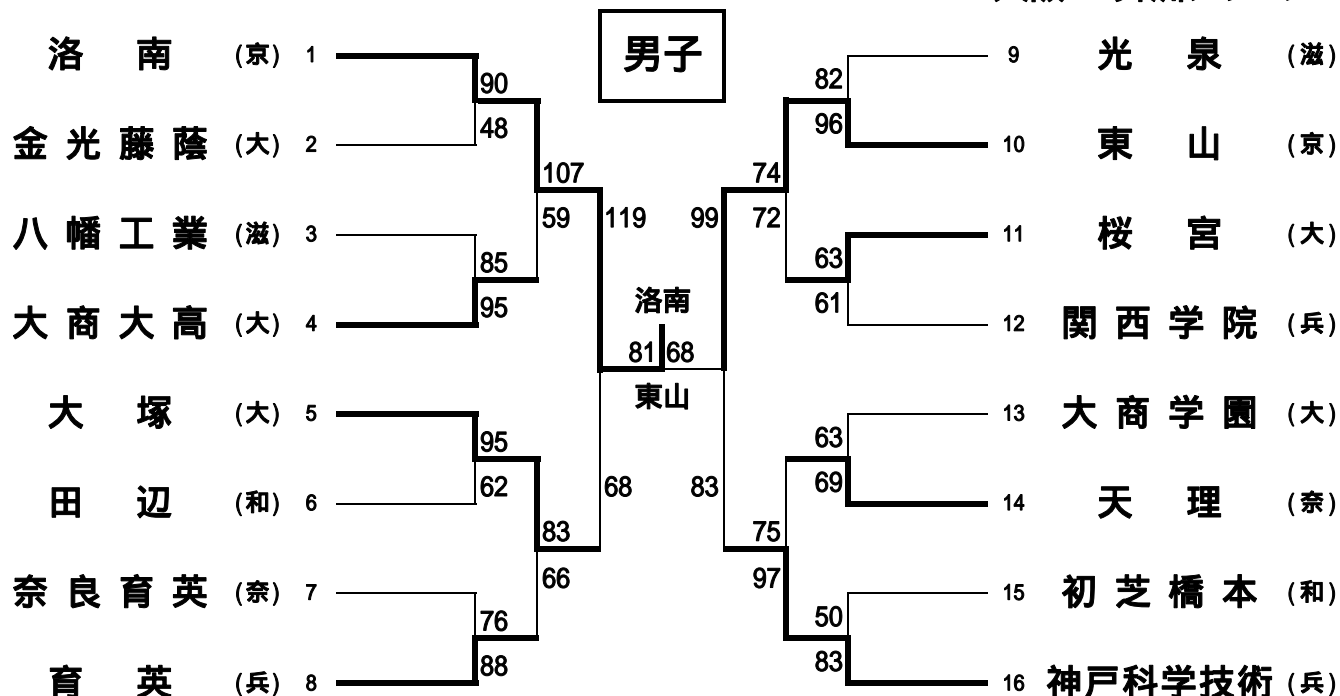 男子
洛南 (京) 1
90
48
金光藤蔭 (大) 2
107
59
八幡工業 (滋) 3
85
95
大商大高 (大) 4
119
68
大塚 (大) 5
95
62
田辺 (和) 6
83
66
奈良育英 (奈) 7
76
88
育英 (兵) 8
洛南
81 68
東山
9 光泉 (滋)
82
96
10 東山 (京)
74
72
11 桜宮 (大)
63
61
12 関西学院 (兵)
99
83
13 大商学園 (大)
63
69
14 天理 (奈)
75
97
15 初芝橋本 (和)
50
83
16 神戸科学技術 (兵)